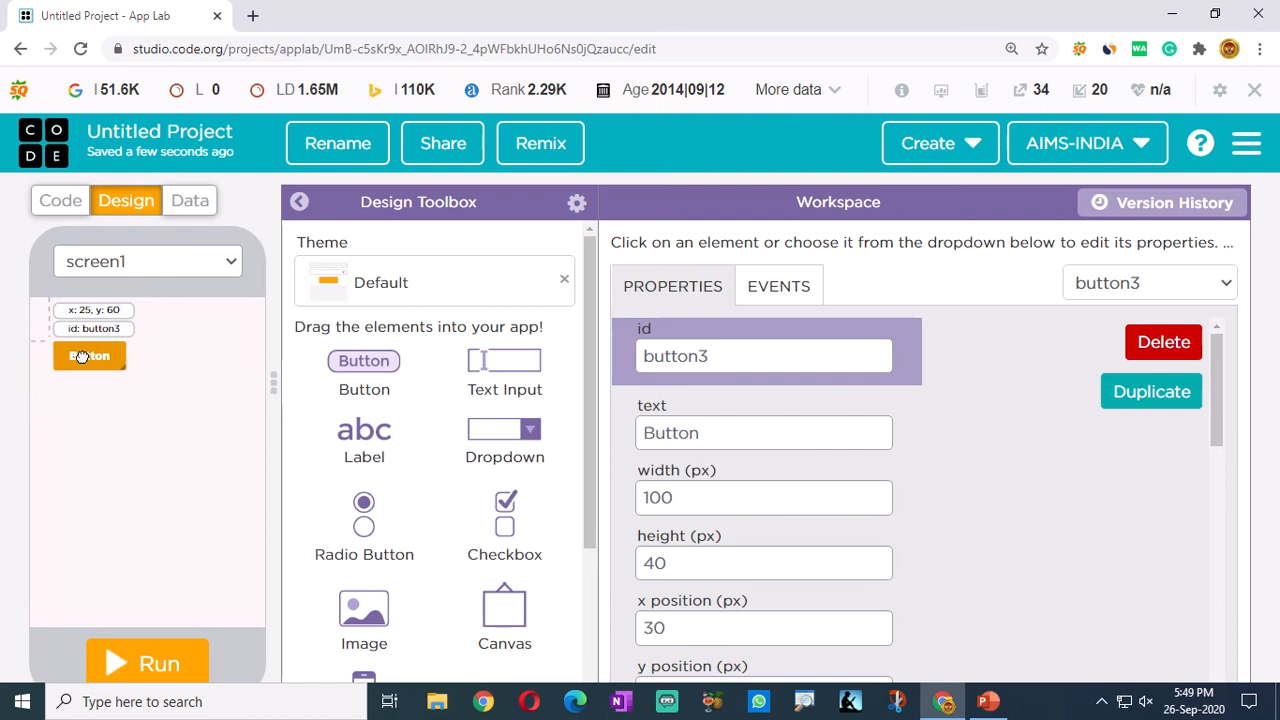 Untitled Project - App Lab
studio.code.org/projects/applab/UmB-c5sKr9x_AOlRhJ9-2_4pWFbkhUHo6Ns0jQzaucc/edit
I 51.6K L 0 LD 1.65M I 110K Rank 2.29K Age 2014|09|12 More data 34 20 n/a
C O D E
Untitled Project
Saved a few seconds ago
Rename Share Remix Create AIMS-INDIA ?
Code Design Data
Design Toolbox
Workspace
Version History
screen1
Theme
Default
Click on an element or choose it from the dropdown below to edit its properties. ...
PROPERTIES EVENTS button3
x: 25, y: 60
id: button3
Button
Drag the elements into your app!
Button
Button
Text Input
abc
Label
Dropdown
Radio Button
Checkbox
Image
Canvas
id
button3
Delete
Duplicate
text
Button
width (px)
100
height (px)
40
x position (px)
30
y position (px)
Run
Type here to search
5:49 PM
26-Sep-2020